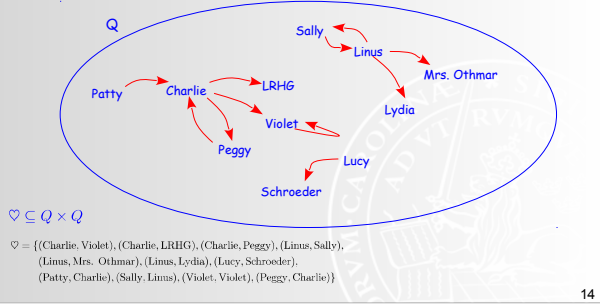 Q
Sally
Linus
Mrs. Othmar
Patty
Charlie
LRHG
Lydia
Violet
Peggy
Lucy
Schroeder
♡ ⊆ Q × Q
♡ = {(Charlie, Violet), (Charlie, LRHG), (Charlie, Peggy), (Linus, Sally),
(Linus, Mrs. Othmar), (Linus, Lydia), (Lucy, Schroeder),
(Patty, Charlie), (Sally, Linus), (Violet, Violet), (Peggy, Charlie)}
14